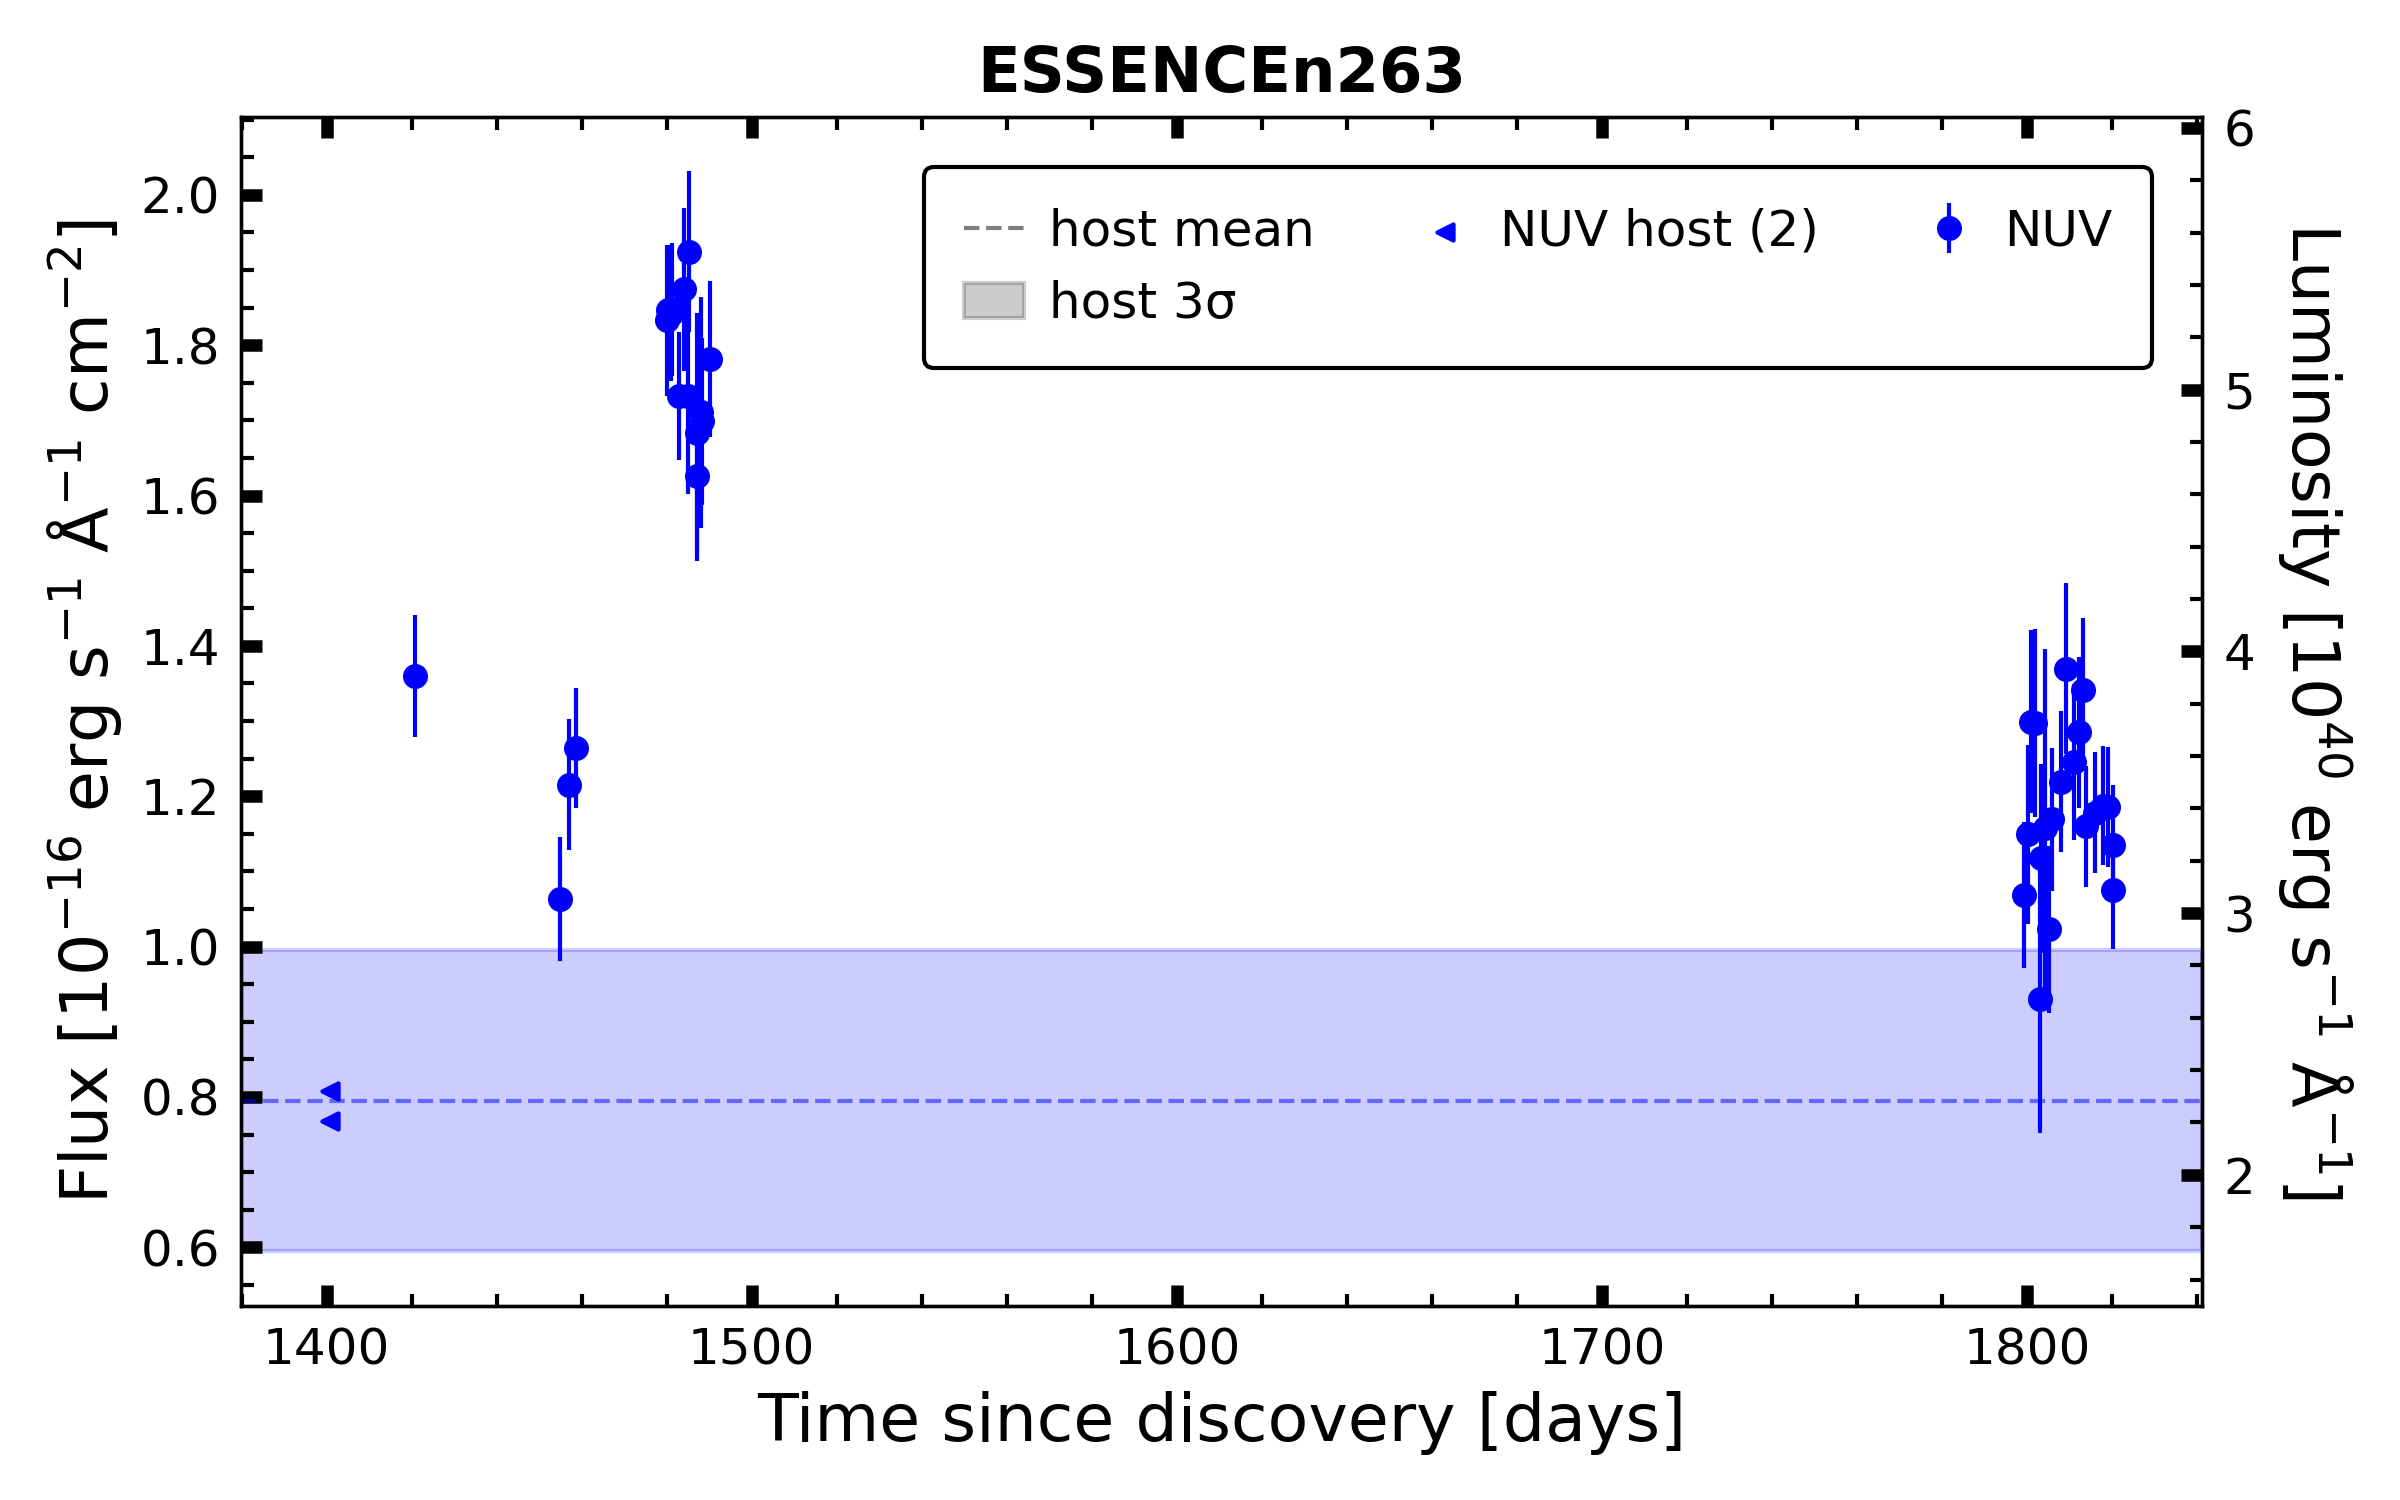 ESSENCEn263
host mean
host 3σ
NUV host (2)
NUV
Flux [10⁻¹⁶ erg s⁻¹ Å⁻¹ cm⁻²]
2.0
1.8
1.6
1.4
1.2
1.0
0.8
0.6
6
5
4
3
2
Luminosity [10⁴⁰ erg s⁻¹ Å⁻¹]
1400 1500 1600 1700 1800
Time since discovery [days]